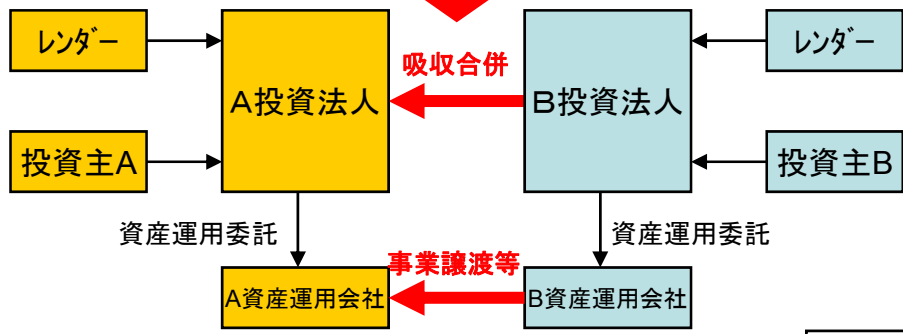 レンダー
A投資法人
吸収合併
B投資法人
レンダー
投資主A
投資主B
資産運用委託
資産運用委託
A資産運用会社
事業譲渡等
B資産運用会社